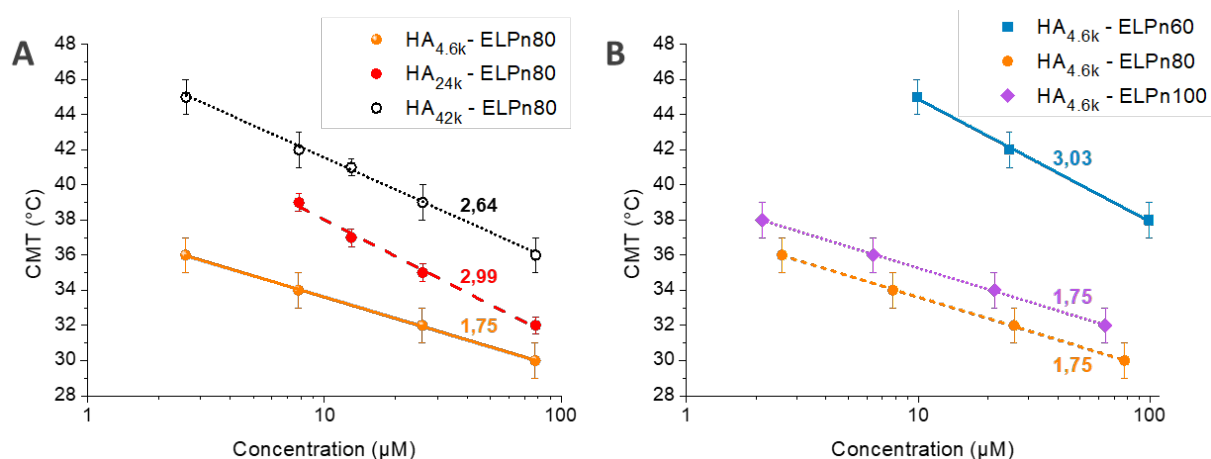 A
48
46
44
42
40
38
36
34
32
30
28
CMT (°C)
HA4.6k - ELPn80
HA24k - ELPn80
HA42k - ELPn80
2,64
2,99
1,75
1
10
100
Concentration (µM)
B
48
46
44
42
40
38
36
34
32
30
28
CMT (°C)
HA4.6k - ELPn60
HA4.6k - ELPn80
HA4.6k - ELPn100
3,03
1,75
1,75
1
10
100
Concentration (µM)